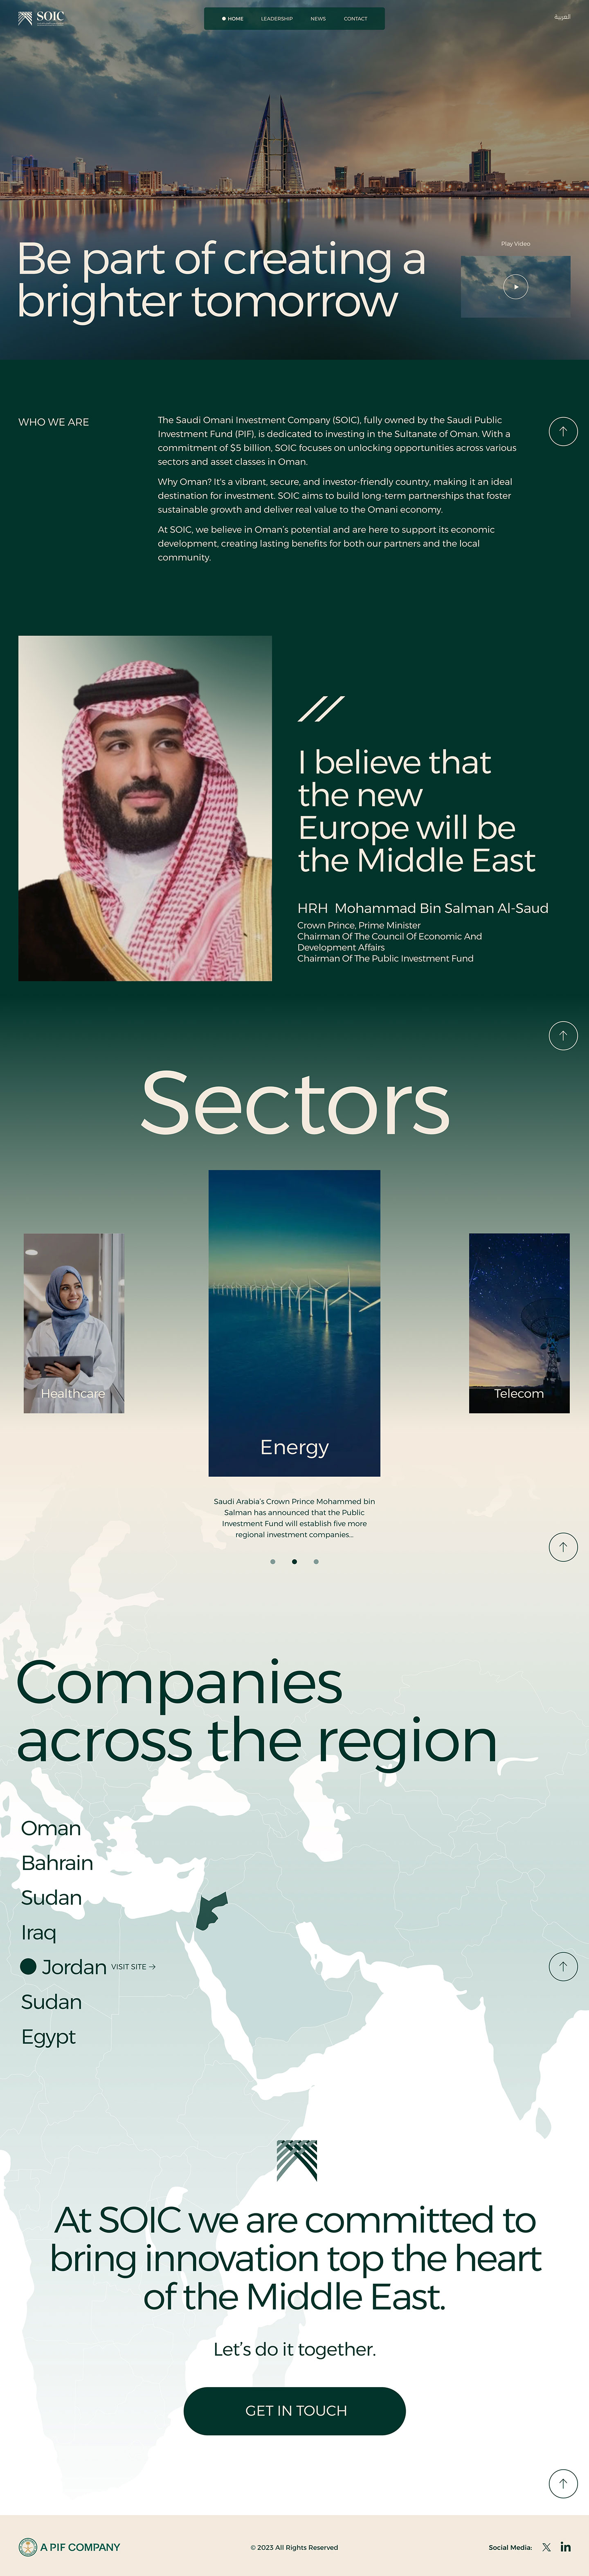 SOIC
HOME
LEADERSHIP
NEWS
CONTACT
العربية
Be part of creating a
brighter tomorrow
Play Video
WHO WE ARE
The Saudi Omani Investment Company (SOIC), fully owned by the Saudi Public
Investment Fund (PIF), is dedicated to investing in the Sultanate of Oman. With a
commitment of $5 billion, SOIC focuses on unlocking opportunities across various
sectors and asset classes in Oman.
Why Oman? It's a vibrant, secure, and investor-friendly country, making it an ideal
destination for investment. SOIC aims to build long-term partnerships that foster
sustainable growth and deliver real value to the Omani economy.
At SOIC, we believe in Oman's potential and are here to support its economic
development, creating lasting benefits for both our partners and the local
community.
I believe that
the new
Europe will be
the Middle East
HRH Mohammad Bin Salman Al-Saud
Crown Prince, Prime Minister
Chairman Of The Council Of Economic And
Development Affairs
Chairman Of The Public Investment Fund
Sectors
Healthcare
Energy
Telecom
Saudi Arabia's Crown Prince Mohammed bin
Salman has announced that the Public
Investment Fund will establish five more
regional investment companies...
Companies
across the region
Oman
Bahrain
Sudan
Iraq
Jordan VISIT SITE →
Sudan
Egypt
At SOIC we are committed to
bring innovation top the heart
of the Middle East.
Let's do it together.
GET IN TOUCH
A PIF COMPANY
© 2023 All Rights Reserved
Social Media: